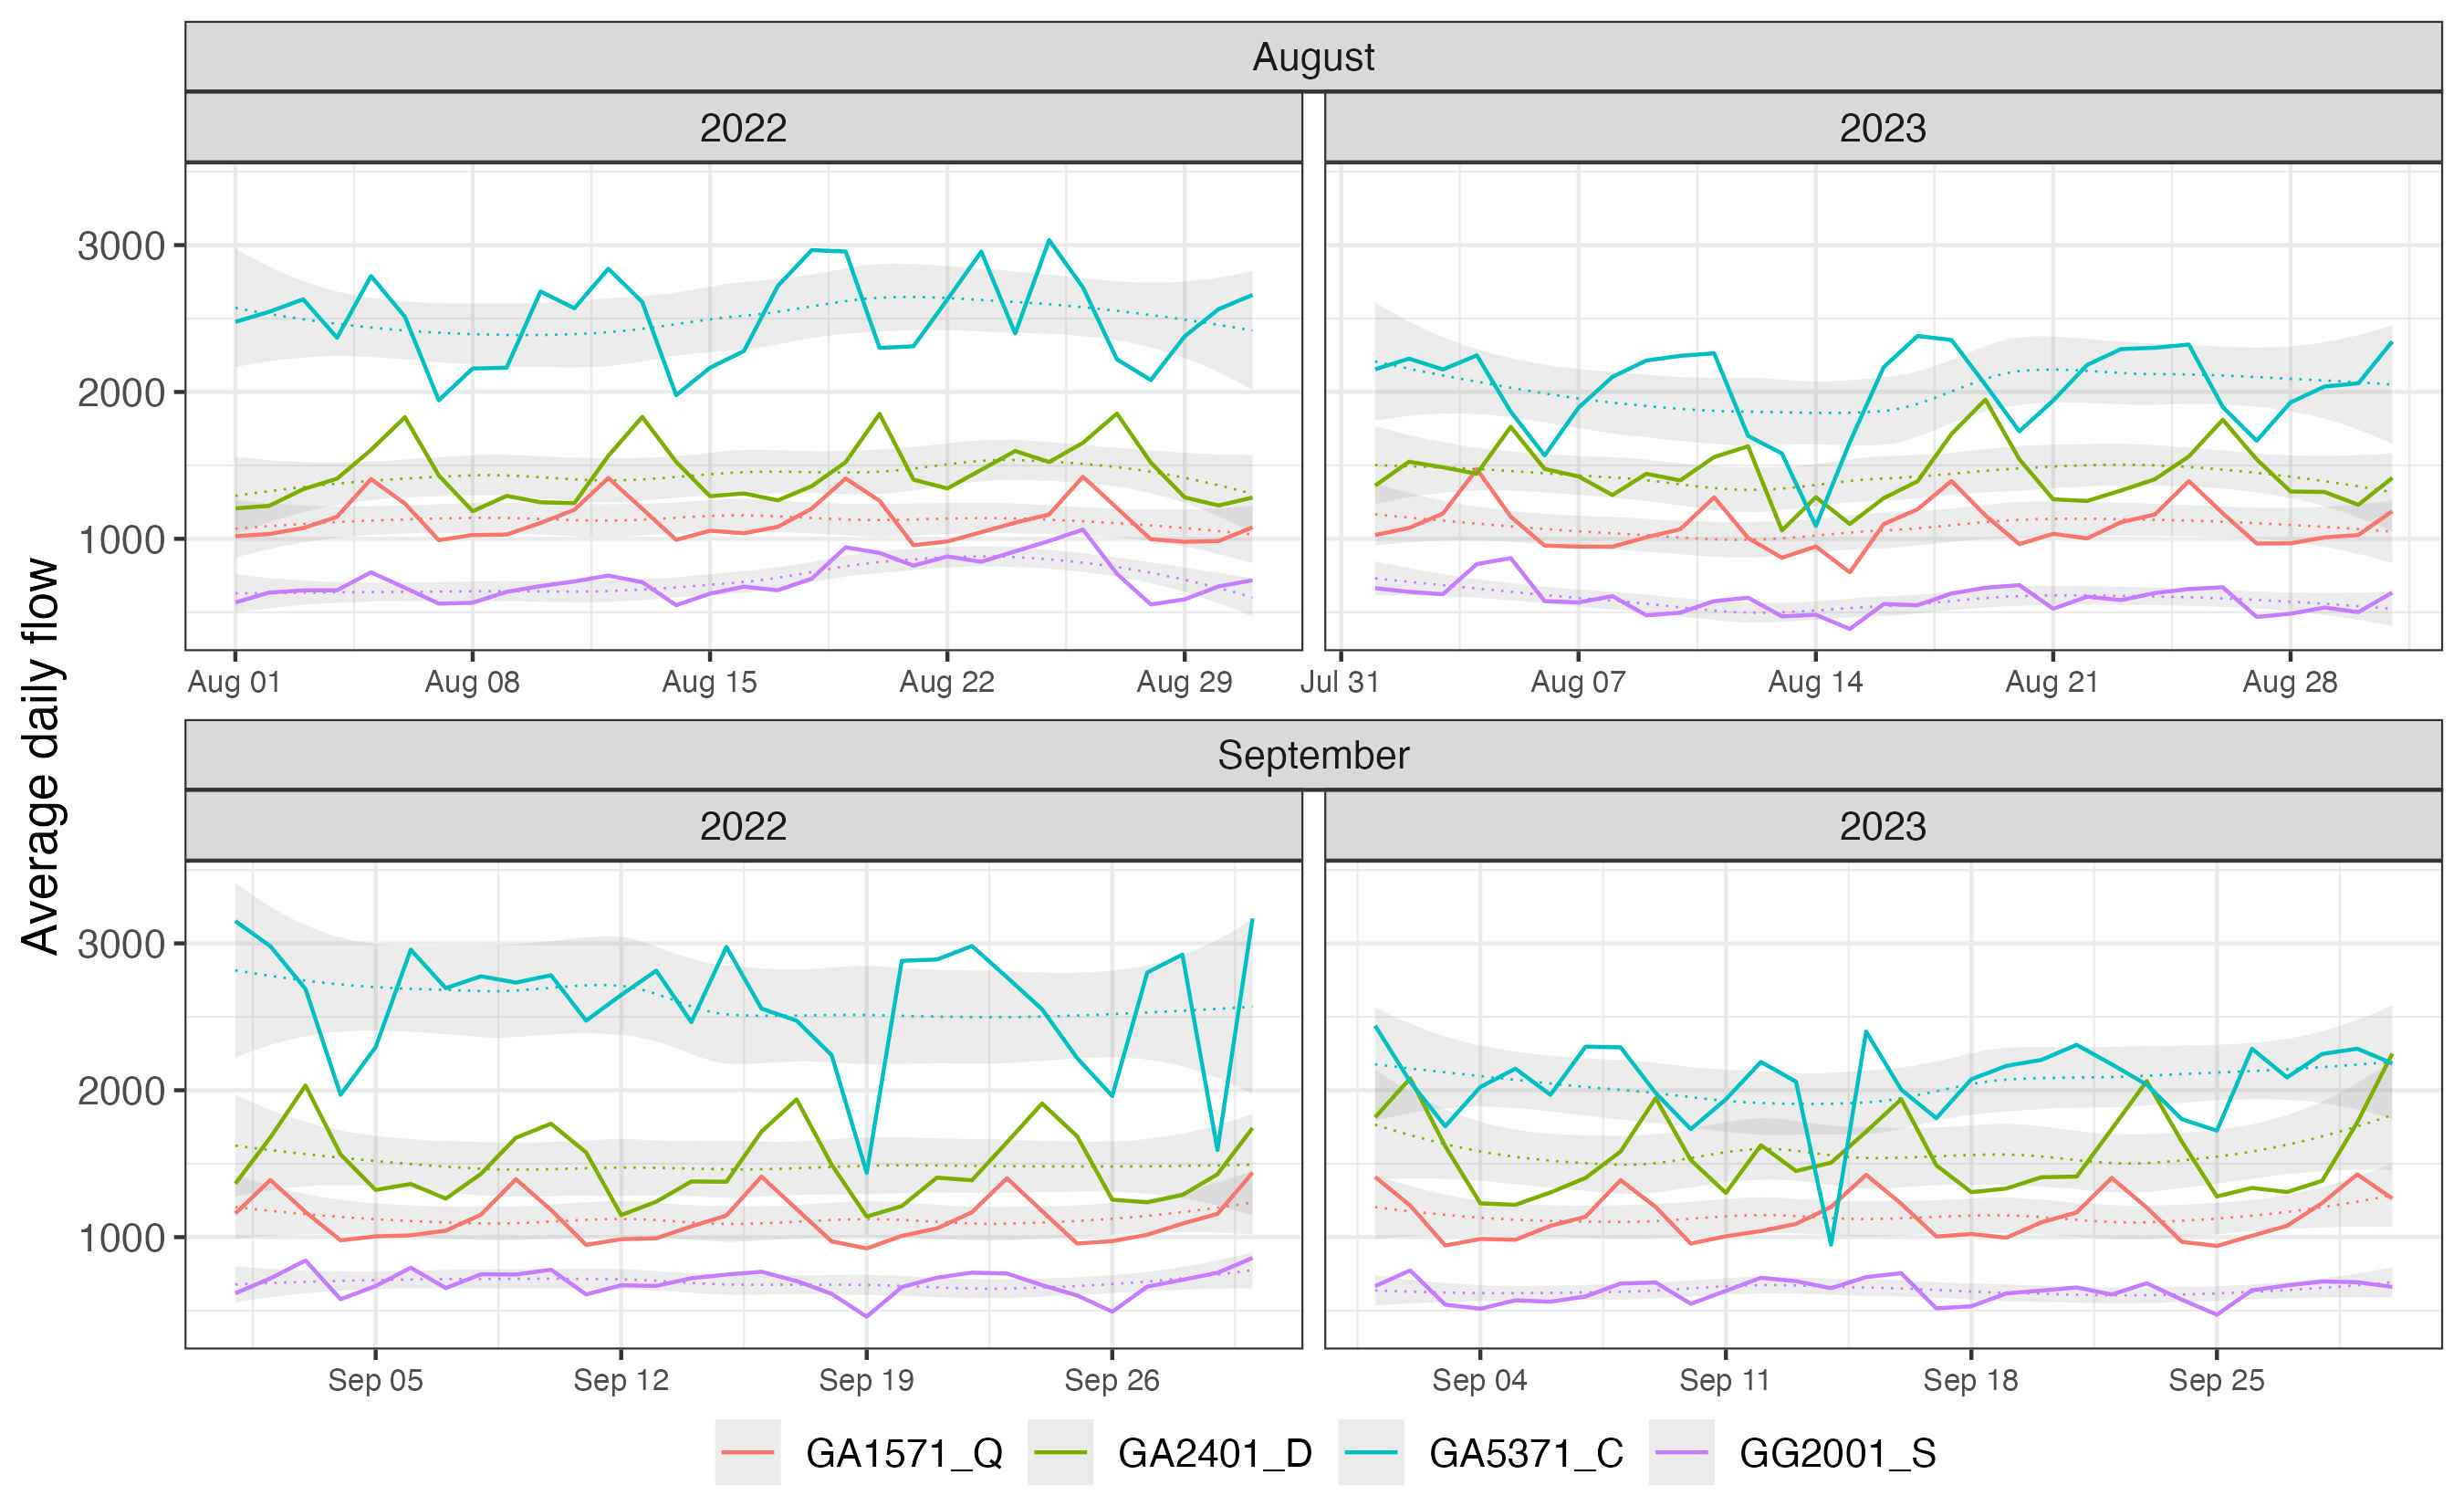 August
2022 2023
3000
2000
1000
Aug 01 Aug 08 Aug 15 Aug 22 Aug 29 Jul 31 Aug 07 Aug 14 Aug 21 Aug 28
Average daily flow
September
2022 2023
3000
2000
1000
Sep 05 Sep 12 Sep 19 Sep 26 Sep 04 Sep 11 Sep 18 Sep 25
GA1571_Q GA2401_D GA5371_C GG2001_S